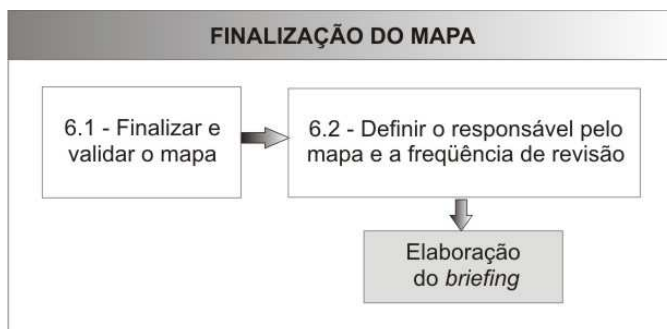 FINALIZAÇÃO DO MAPA
6.1 - Finalizar e
validar o mapa
6.2 - Definir o responsável pelo
mapa e a freqüência de revisão
Elaboração
do briefing